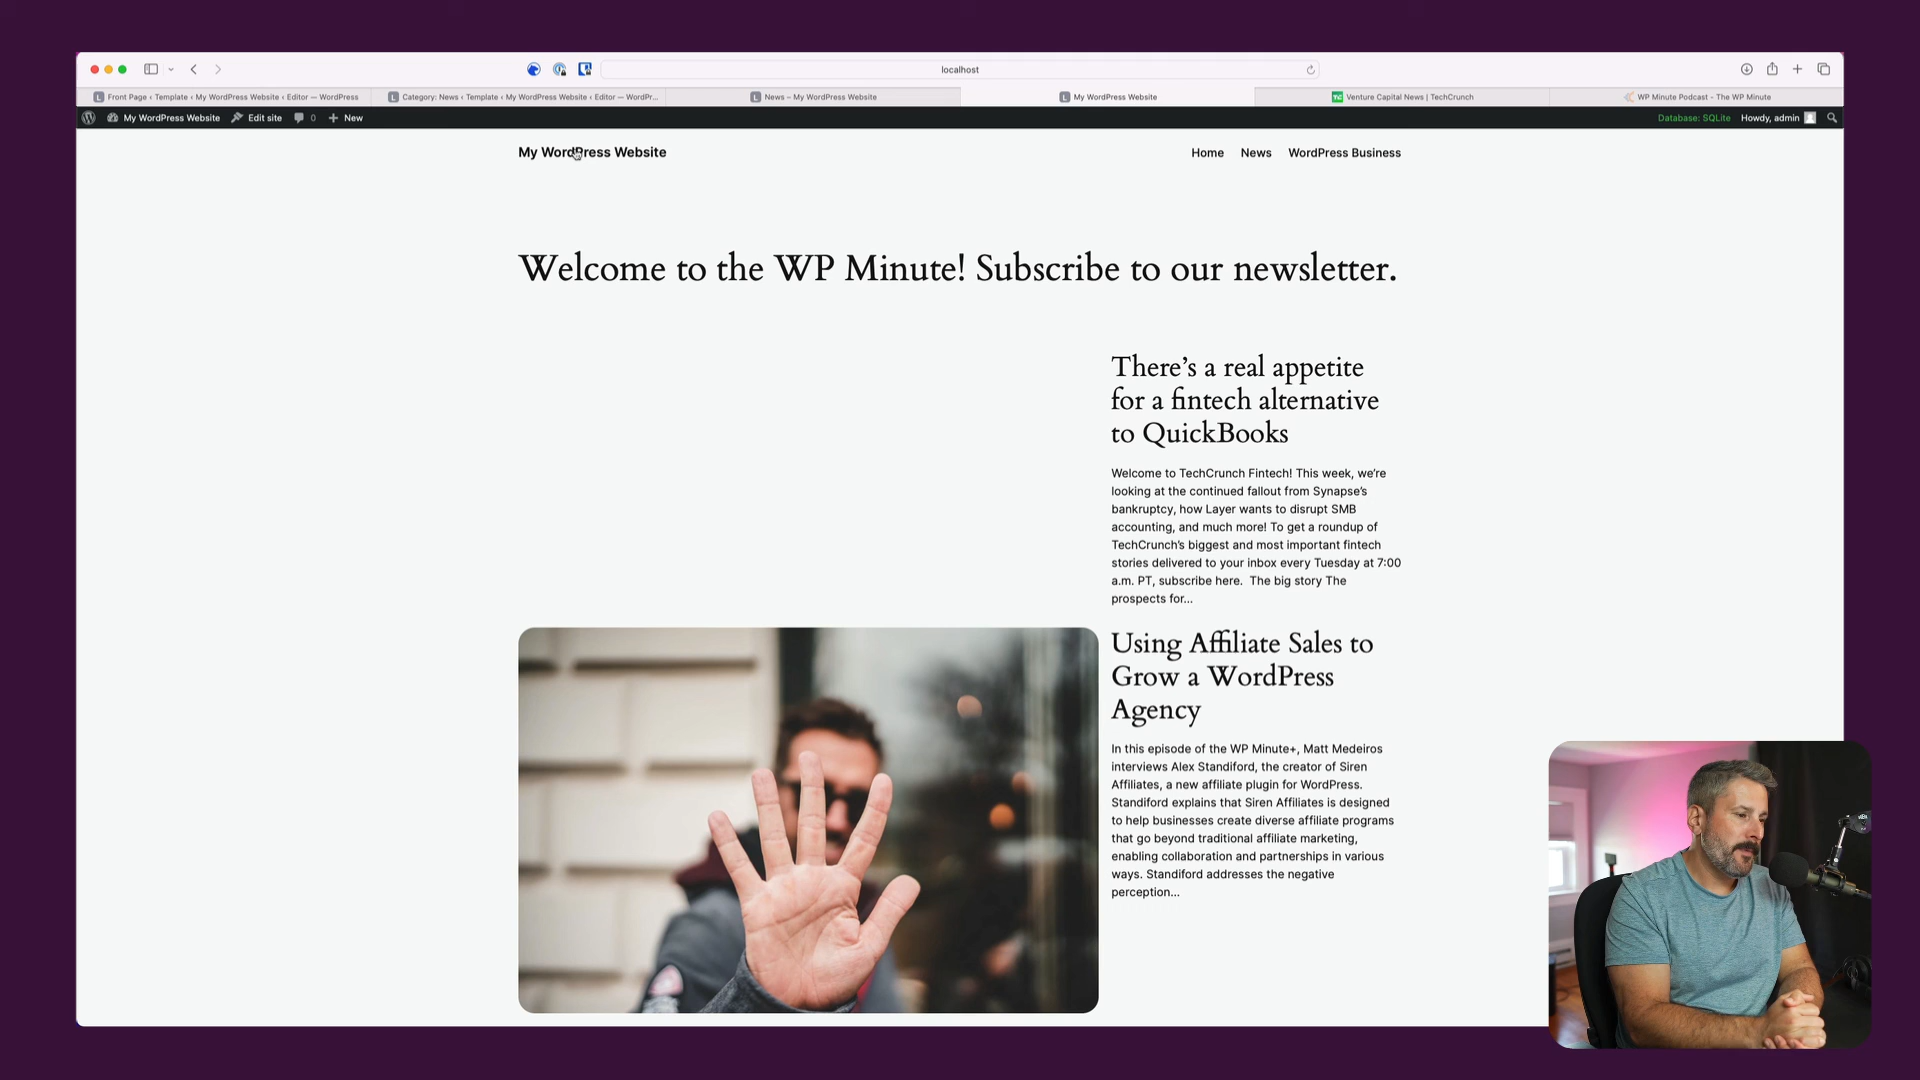 localhost
Front Page ‹ Template ‹ My WordPress Website ‹ Editor — WordPress
Category: News ‹ Template ‹ My WordPress Website ‹ Editor — WordPr...
News – My WordPress Website
My WordPress Website
Venture Capital News | TechCrunch
WP Minute Podcast - The WP Minute
My WordPress Website
Edit site
0
New
Database: SQLite
Howdy, admin
My WordPress Website
Home
News
WordPress Business
Welcome to the WP Minute! Subscribe to our newsletter.
There’s a real appetite
for a fintech alternative
to QuickBooks
Welcome to TechCrunch Fintech! This week, we’re
looking at the continued fallout from Synapse’s
bankruptcy, how Layer wants to disrupt SMB
accounting, and much more! To get a roundup of
TechCrunch’s biggest and most important fintech
stories delivered to your inbox every Tuesday at 7:00
a.m. PT, subscribe here.  The big story The
prospects for…
Using Affiliate Sales to
Grow a WordPress
Agency
In this episode of the WP Minute+, Matt Medeiros
interviews Alex Standiford, the creator of Siren
Affiliates, a new affiliate plugin for WordPress.
Standiford explains that Siren Affiliates is designed
to help businesses create diverse affiliate programs
that go beyond traditional affiliate marketing,
enabling collaboration and partnerships in various
ways. Standiford addresses the negative
perception…